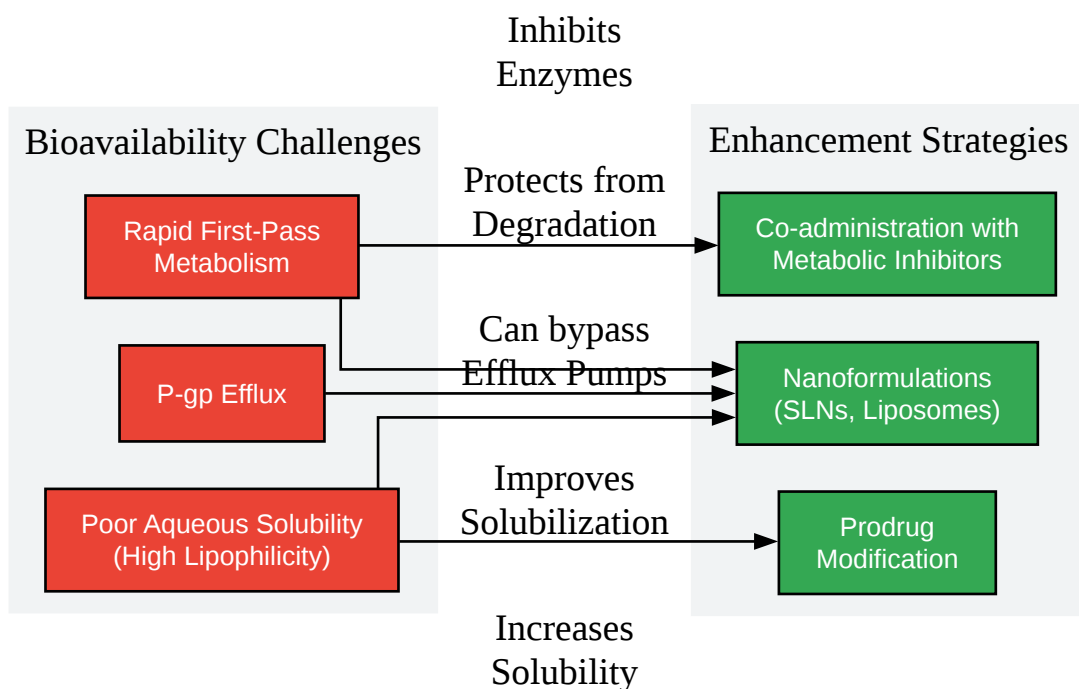 Inhibits
Enzymes
Bioavailability Challenges
Enhancement Strategies
Rapid First-Pass
Metabolism
Protects from
Degradation
Co-administration with
Metabolic Inhibitors
P-gp Efflux
Can bypass
Efflux Pumps
Nanoformulations
(SLNs, Liposomes)
Poor Aqueous Solubility
(High Lipophilicity)
Improves
Solubilization
Prodrug
Modification
Increases
Solubility